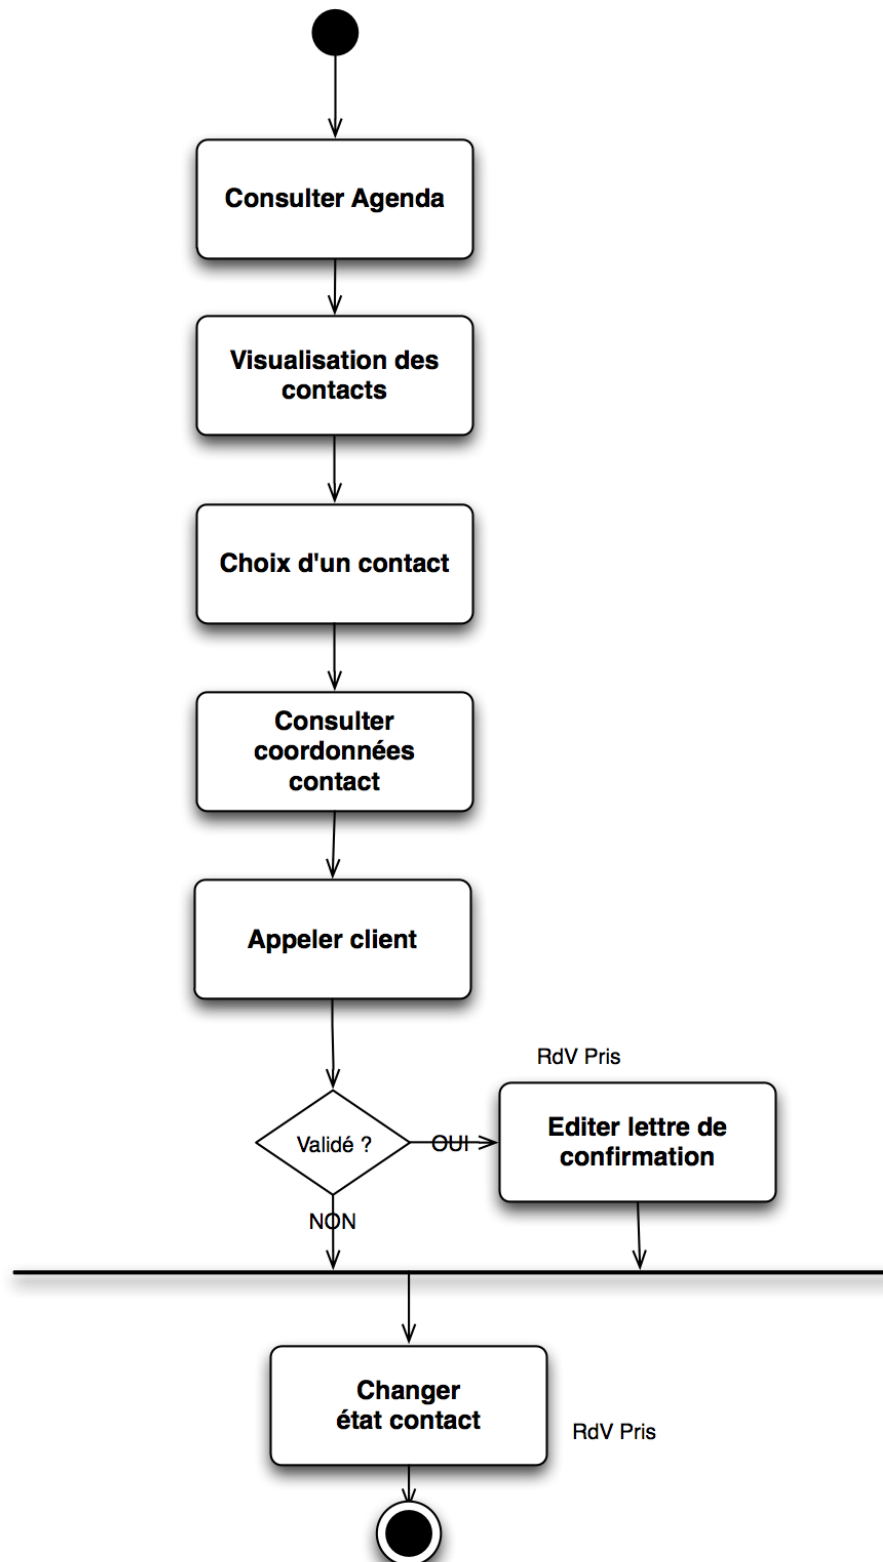 Consulter Agenda
Visualisation des
contacts
Choix d'un contact
Consulter
coordonnées
contact
Appeler client
RdV Pris
Validé ?
OUI
Editer lettre de
confirmation
NON
Changer
état contact
RdV Pris